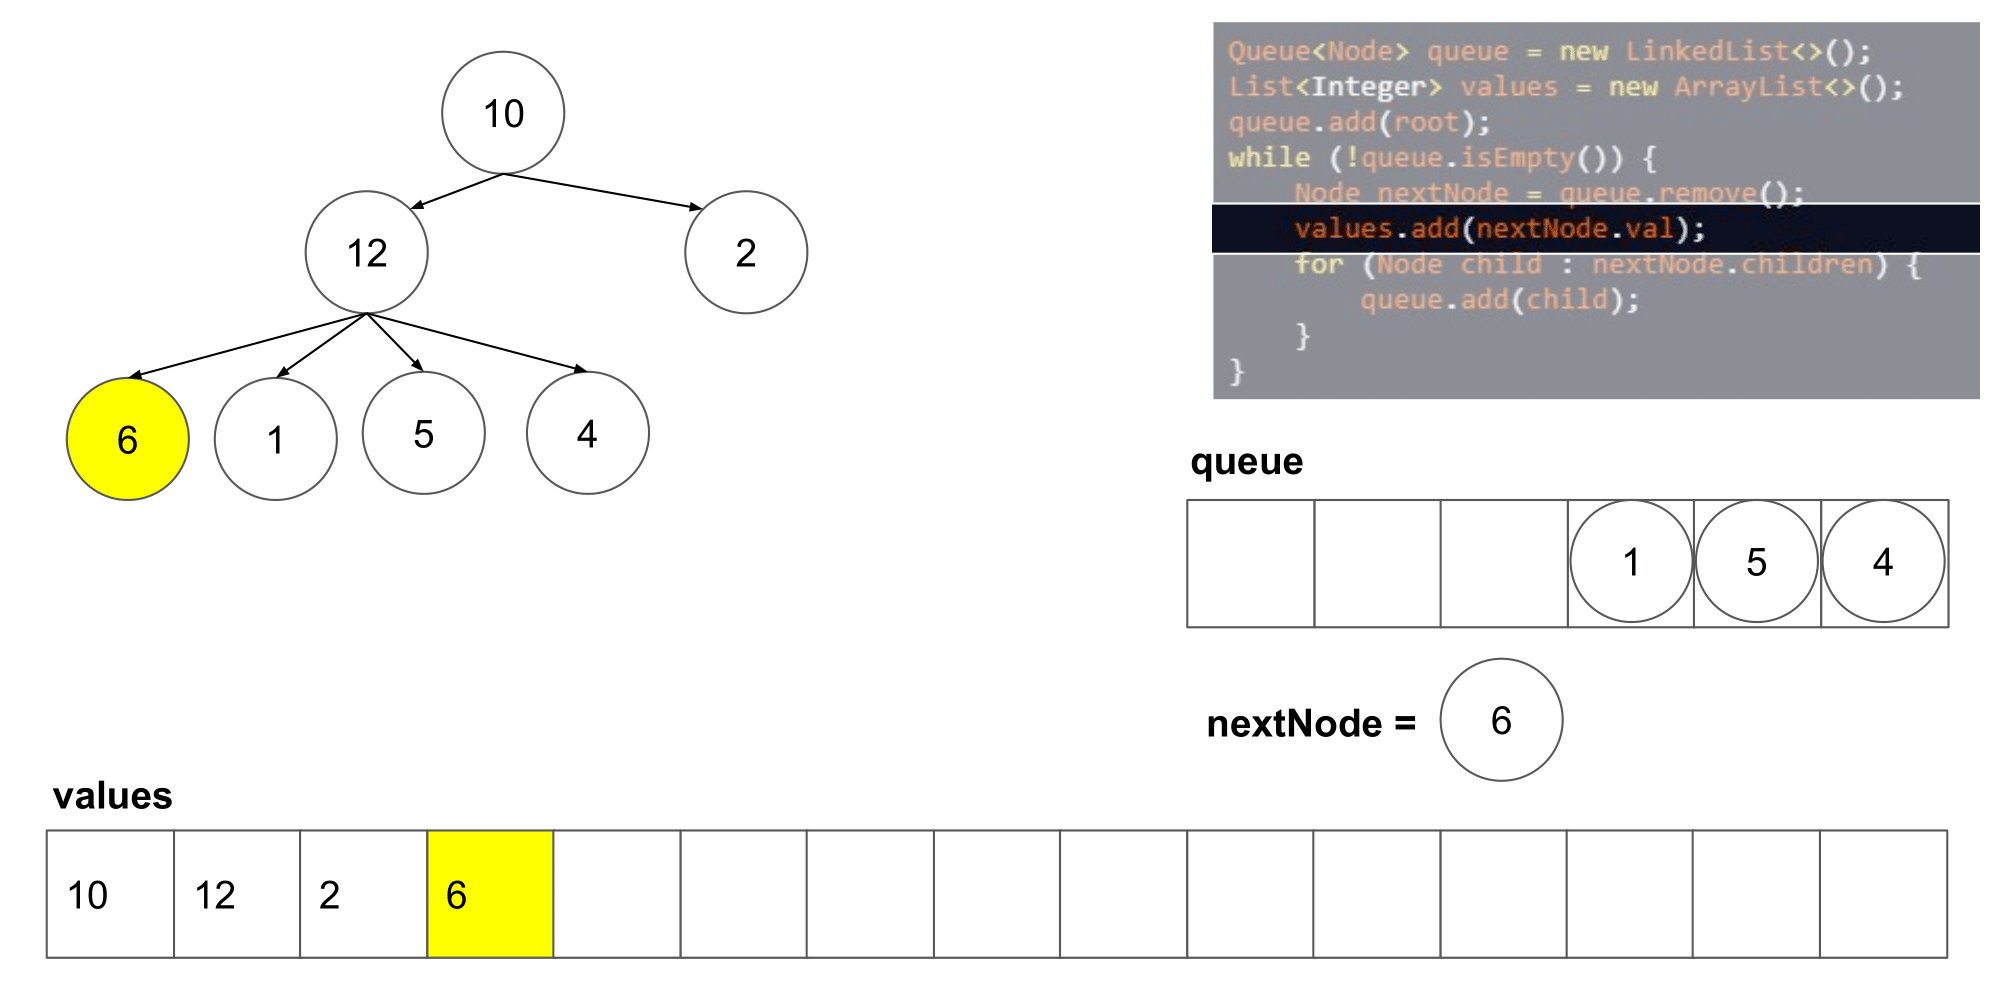 10
12
2
6
1
5
4
Queue<Node> queue = new LinkedList<>();
List<Integer> values = new ArrayList<>();
queue.add(root);
while (!queue.isEmpty()) {
    Node nextNode = queue.remove();
    values.add(nextNode.val);
    for (Node child : nextNode.children) {
        queue.add(child);
    }
}
queue
1 5 4
nextNode = 6
values
10 12 2 6